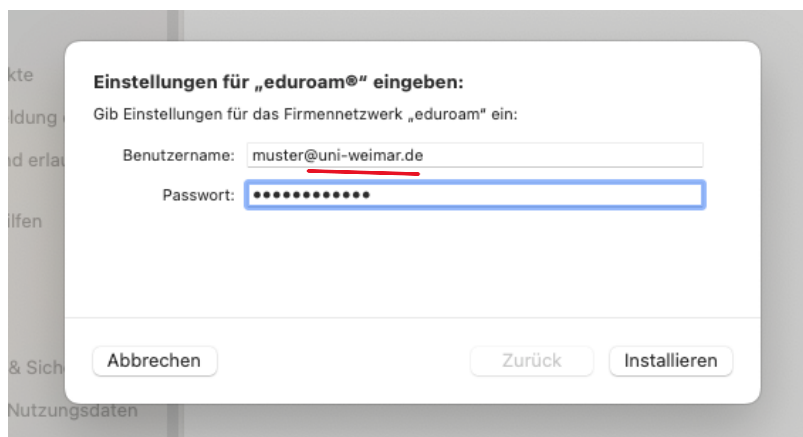 Einstellungen für „eduroam®“ eingeben:
Gib Einstellungen für das Firmennetzwerk „eduroam“ ein:
Benutzername: muster@uni-weimar.de
Passwort: ••••••••••••
Abbrechen Zurück Installieren
kte
ldung
nd erlau
ilfen
& Sich
Nutzungsdaten